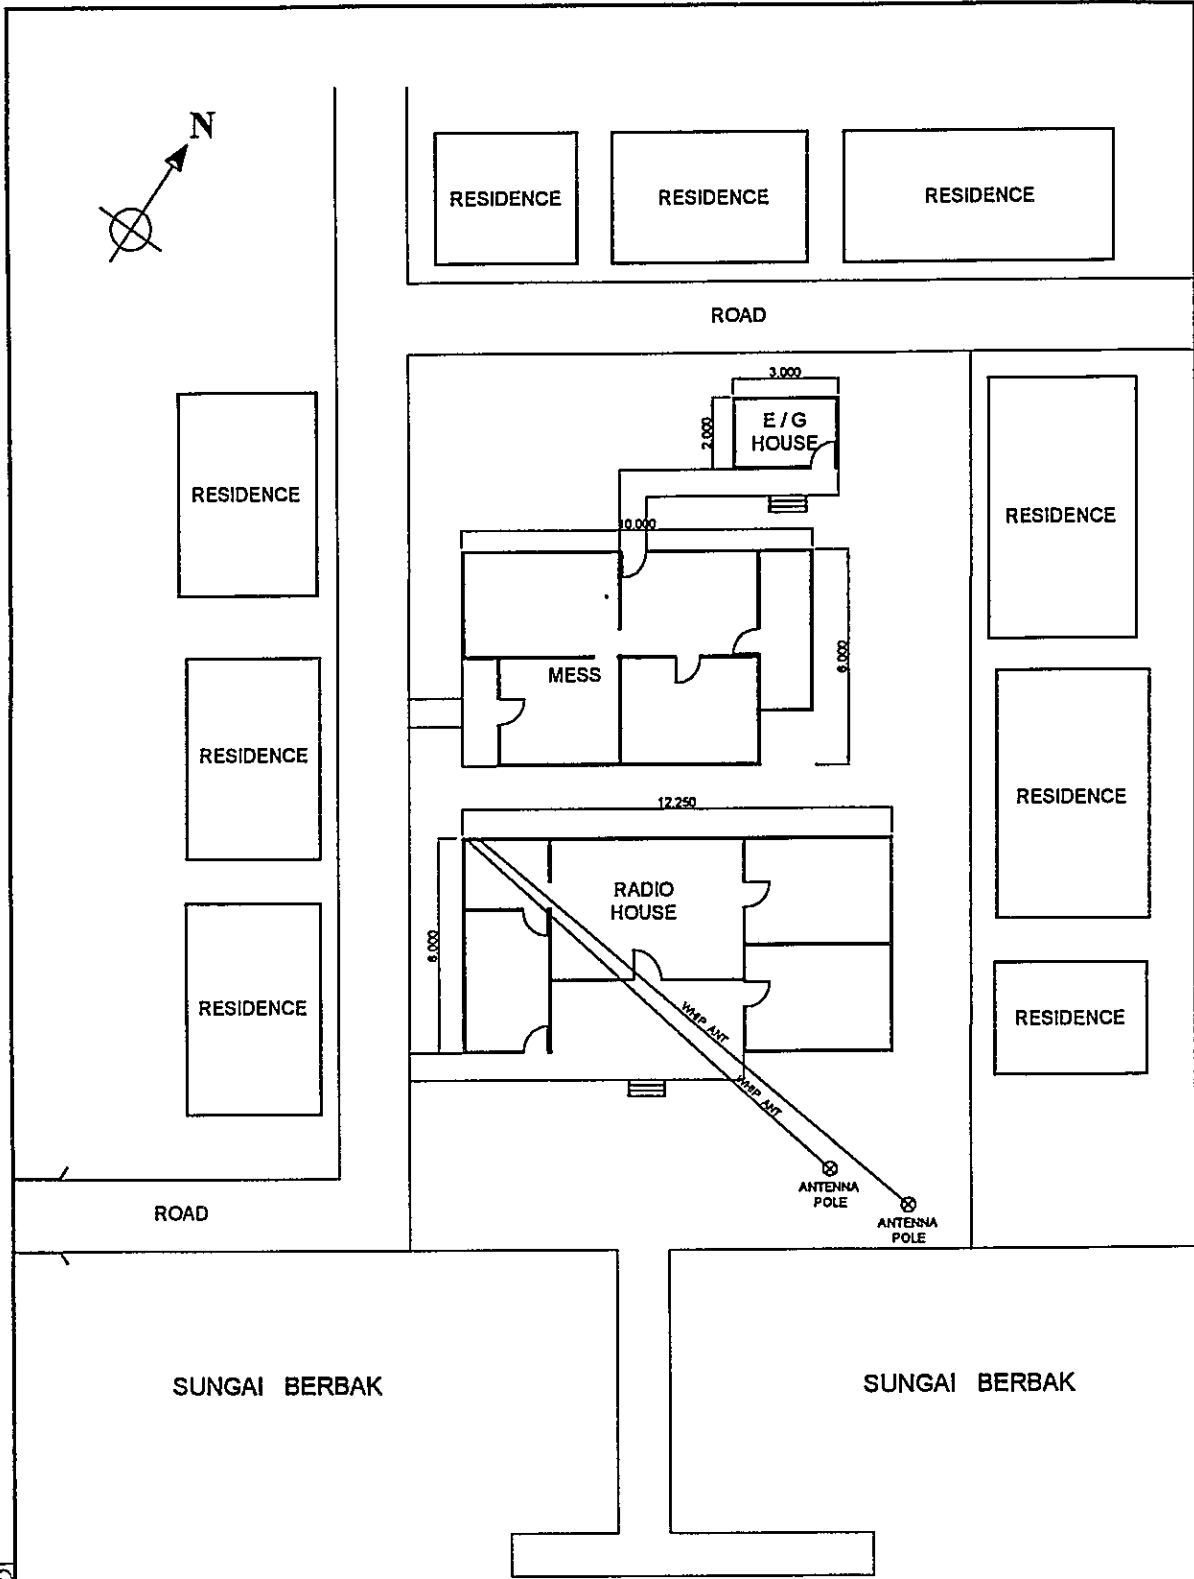 N
RESIDENCE
RESIDENCE
RESIDENCE
ROAD
3.000
2.000
E / G
HOUSE
RESIDENCE
RESIDENCE
10.000
6.000
MESS
RESIDENCE
RESIDENCE
12.250
6.000
RADIO
HOUSE
RESIDENCE
RESIDENCE
WHIP ANT
WHIP ANT
ANTENNA
POLE
ANTENNA
POLE
ROAD
SUNGAI BERBAK
SUNGAI BERBAK